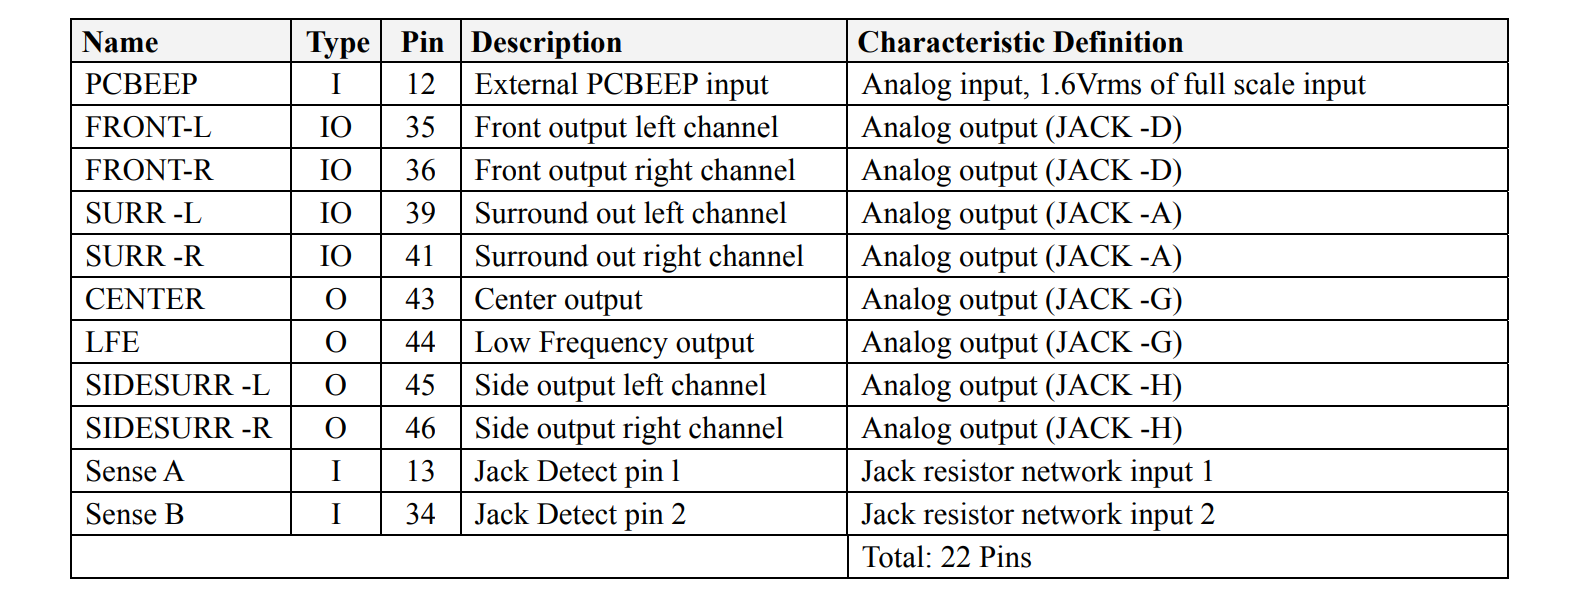 Name Type Pin Description Characteristic Definition
PCBEEP I 12 External PCBEEP input Analog input, 1.6Vrms of full scale input
FRONT-L IO 35 Front output left channel Analog output (JACK -D)
FRONT-R IO 36 Front output right channel Analog output (JACK -D)
SURR -L IO 39 Surround out left channel Analog output (JACK -A)
SURR -R IO 41 Surround out right channel Analog output (JACK -A)
CENTER O 43 Center output Analog output (JACK -G)
LFE O 44 Low Frequency output Analog output (JACK -G)
SIDESURR -L O 45 Side output left channel Analog output (JACK -H)
SIDESURR -R O 46 Side output right channel Analog output (JACK -H)
Sense A I 13 Jack Detect pin l Jack resistor network input 1
Sense B I 34 Jack Detect pin 2 Jack resistor network input 2
Total: 22 Pins